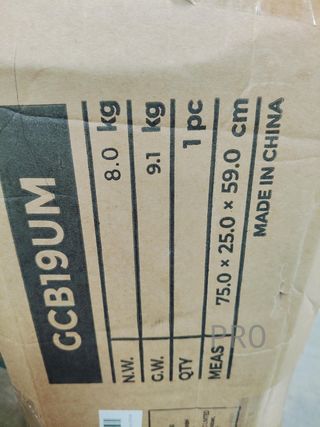 GCB19UM
N.W. 8.0 kg
G.W. 9.1 kg
QTY 1 pc
MEAS 75.0 x 25.0 x 59.0 cm
MADE IN CHINA
PRO